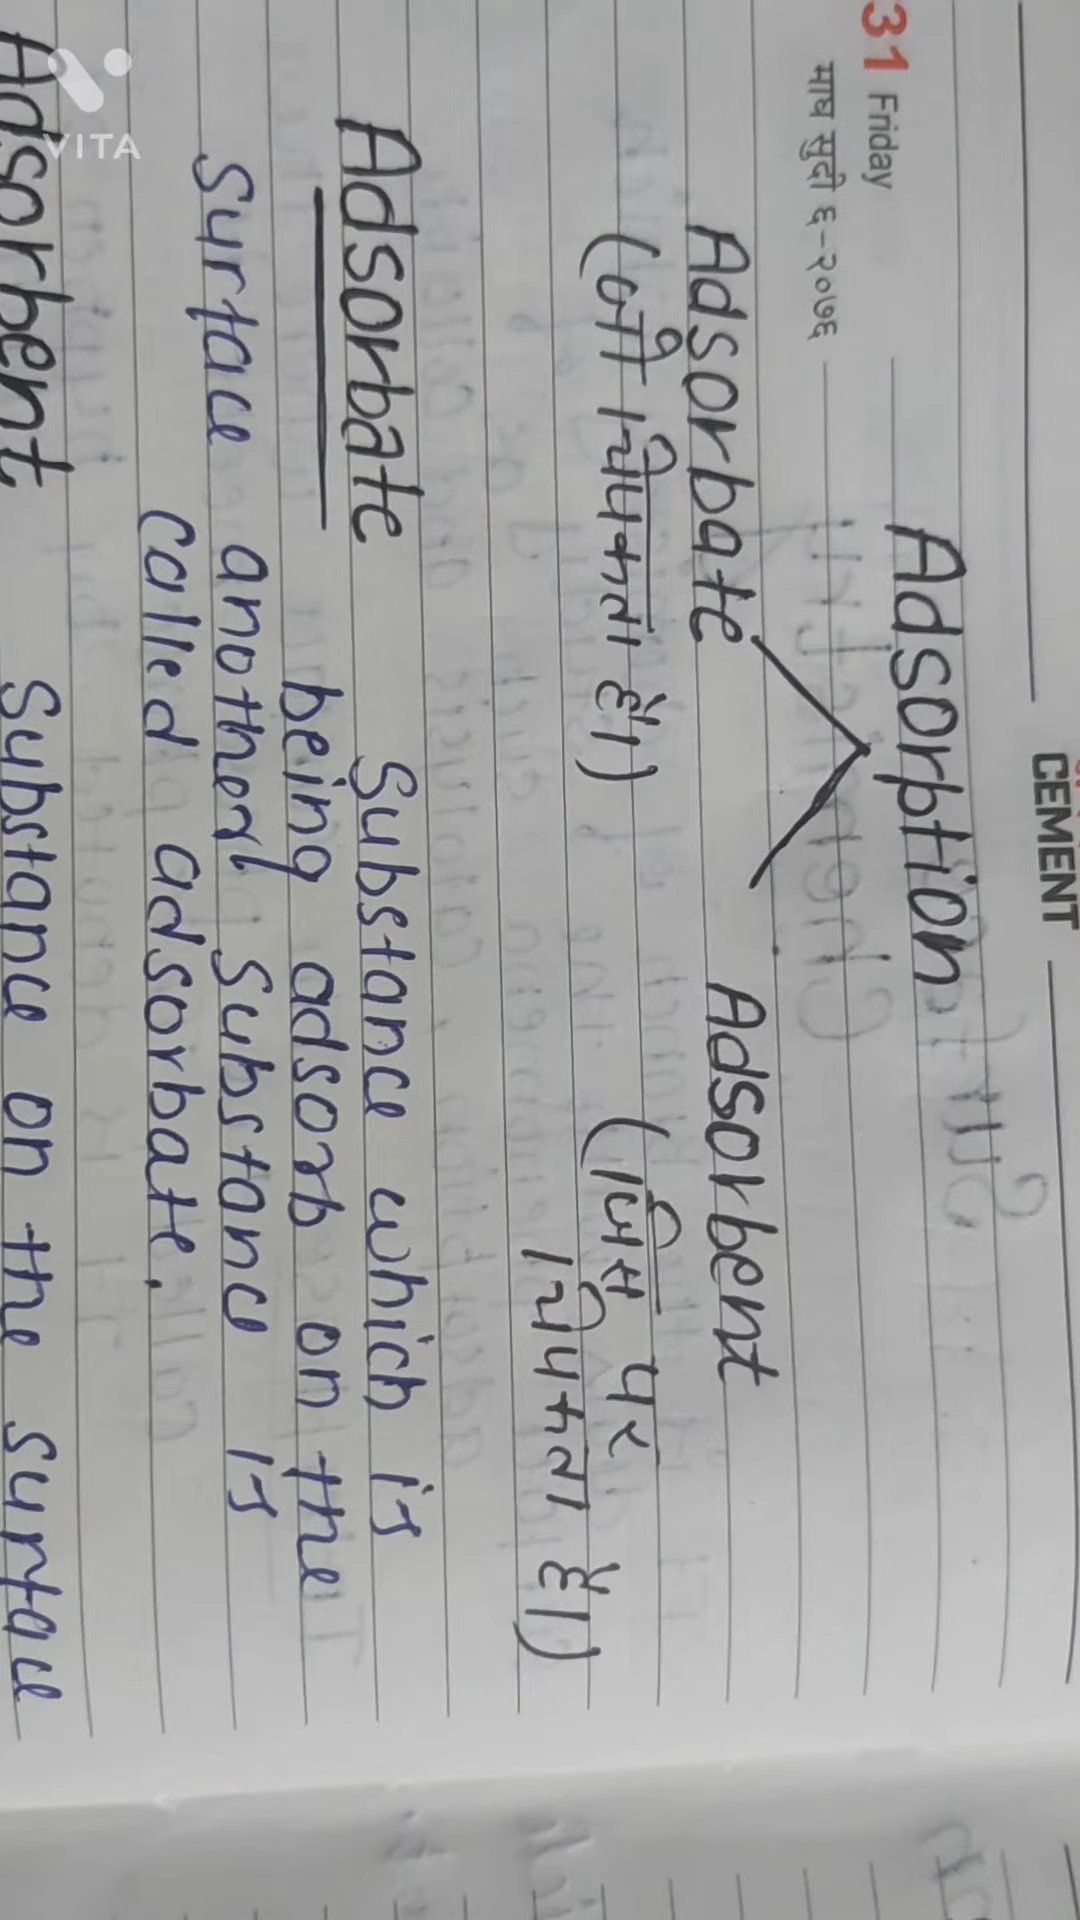 CEMENT
31 Friday
माघ सुदी ६-२०७६
Adsorption
Adsorbate Adsorbent
(जो चिपकता है।) (जिस पर
चिपकता है।)
Adsorbate Substance which is
being adsorb on the
Surface another Substance is
called adsorbate.
Adsorbent Substance on the surface
VITA